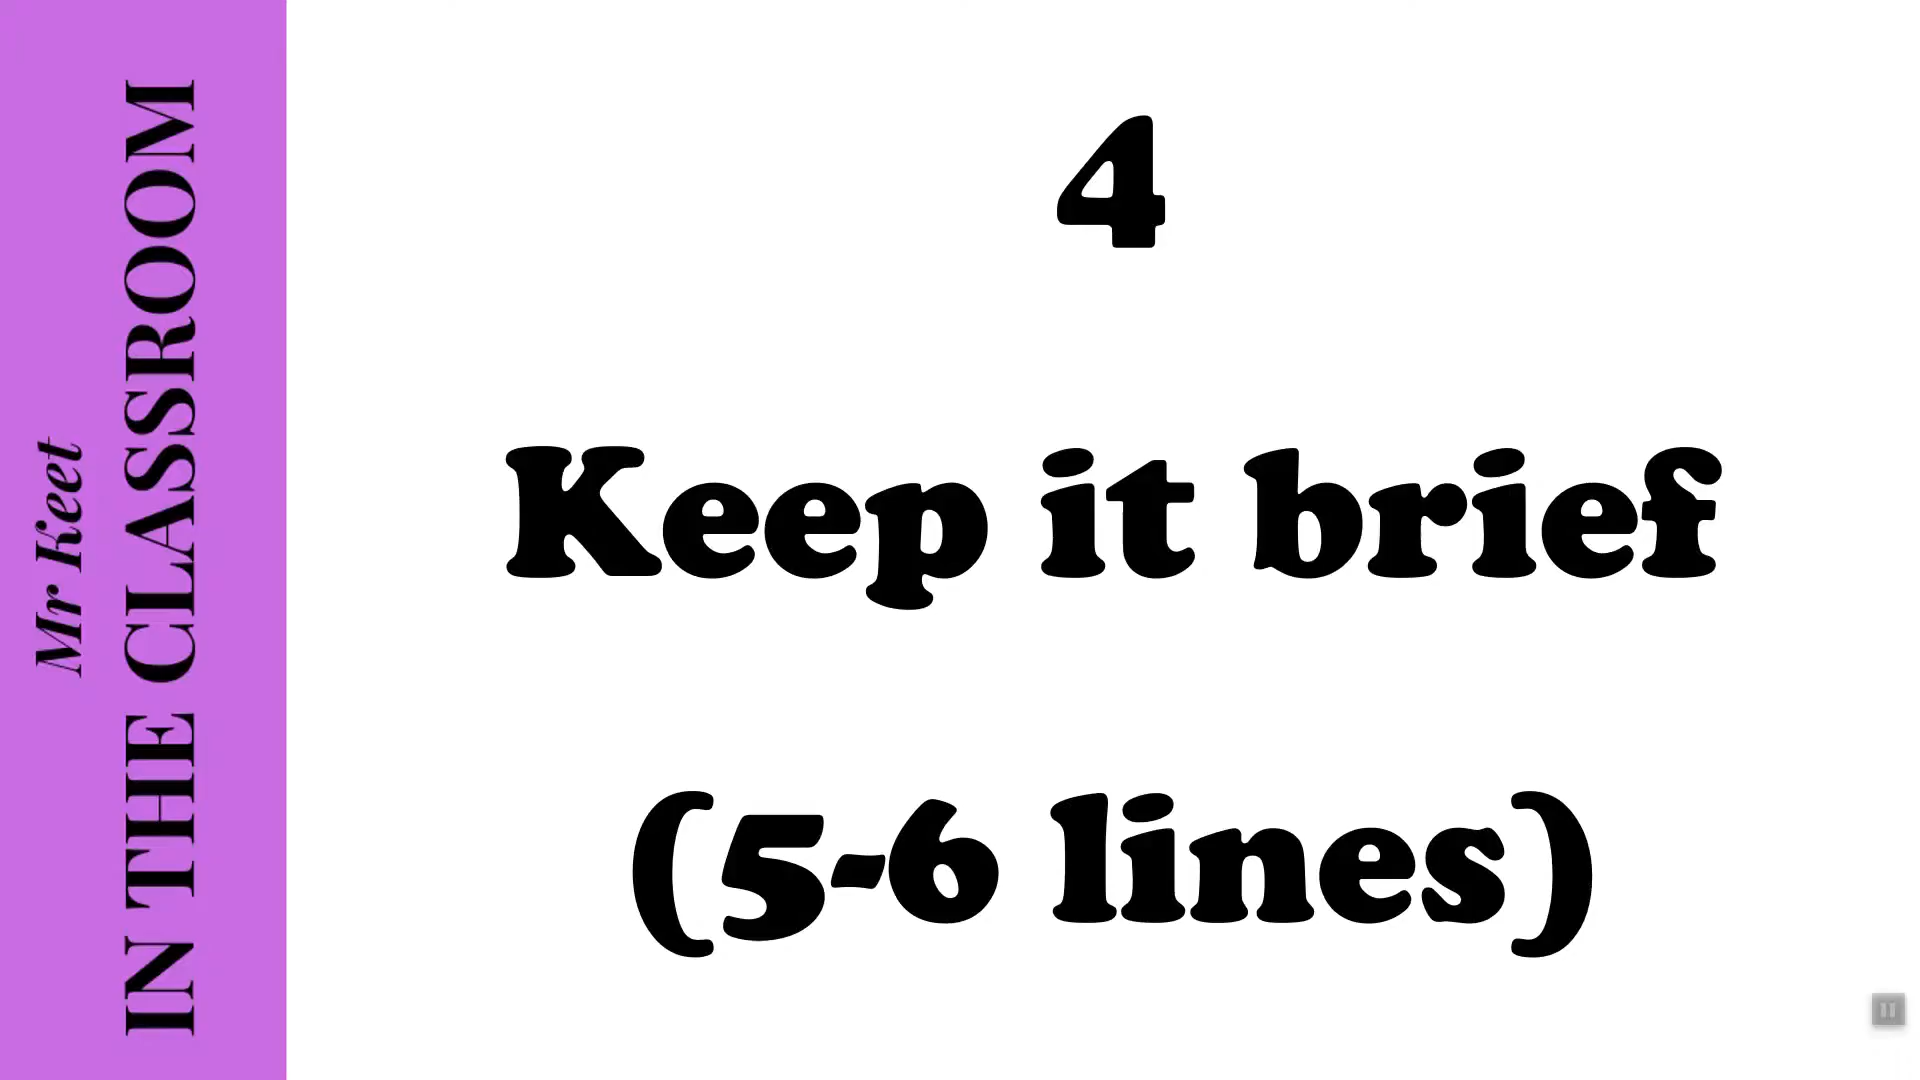 Mr Keet
IN THE CLASSROOM
4
Keep it brief
(5-6 lines)